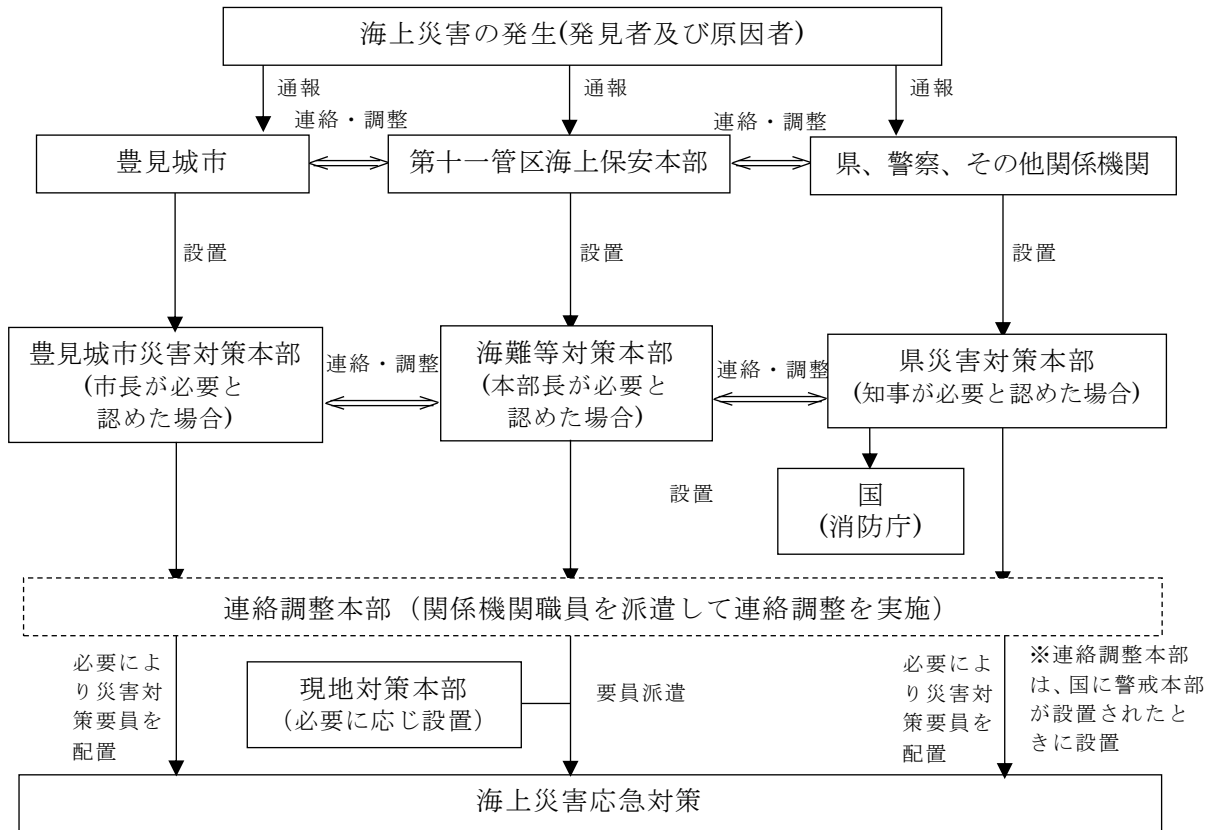 海上災害の発生(発見者及び原因者)
通報
通報
通報
連絡・調整
連絡・調整
豊見城市
第十一管区海上保安本部
県、警察、その他関係機関
設置
設置
設置
豊見城市災害対策本部
(市長が必要と
認めた場合)
連絡・調整
海難等対策本部
(本部長が必要と
認めた場合)
連絡・調整
県災害対策本部
(知事が必要と認めた場合)
設置
国
(消防庁)
連絡調整本部（関係機関職員を派遣して連絡調整を実施）
必要によ
り災害対
策要員を
配置
現地対策本部
（必要に応じ設置）
要員派遣
必要によ
り災害対
策要員を
配置
※連絡調整本部
は、国に警戒本部
が設置されたと
きに設置
海上災害応急対策